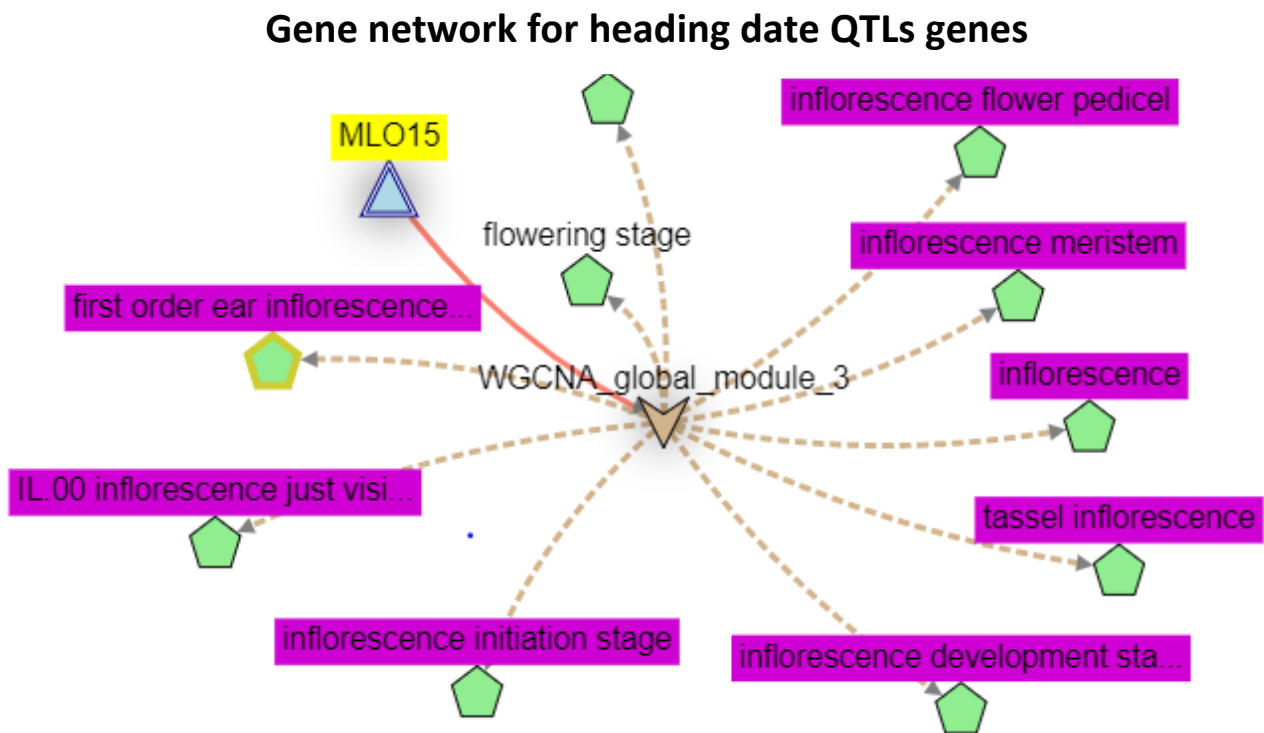 Gene network for heading date QTLs genes
inflorescence flower pedicel
MLO15
flowering stage
inflorescence meristem
first order ear inflorescence...
WGCNA_global_module_3
inflorescence
IL.00 inflorescence just visi...
tassel inflorescence
inflorescence initiation stage
inflorescence development sta...